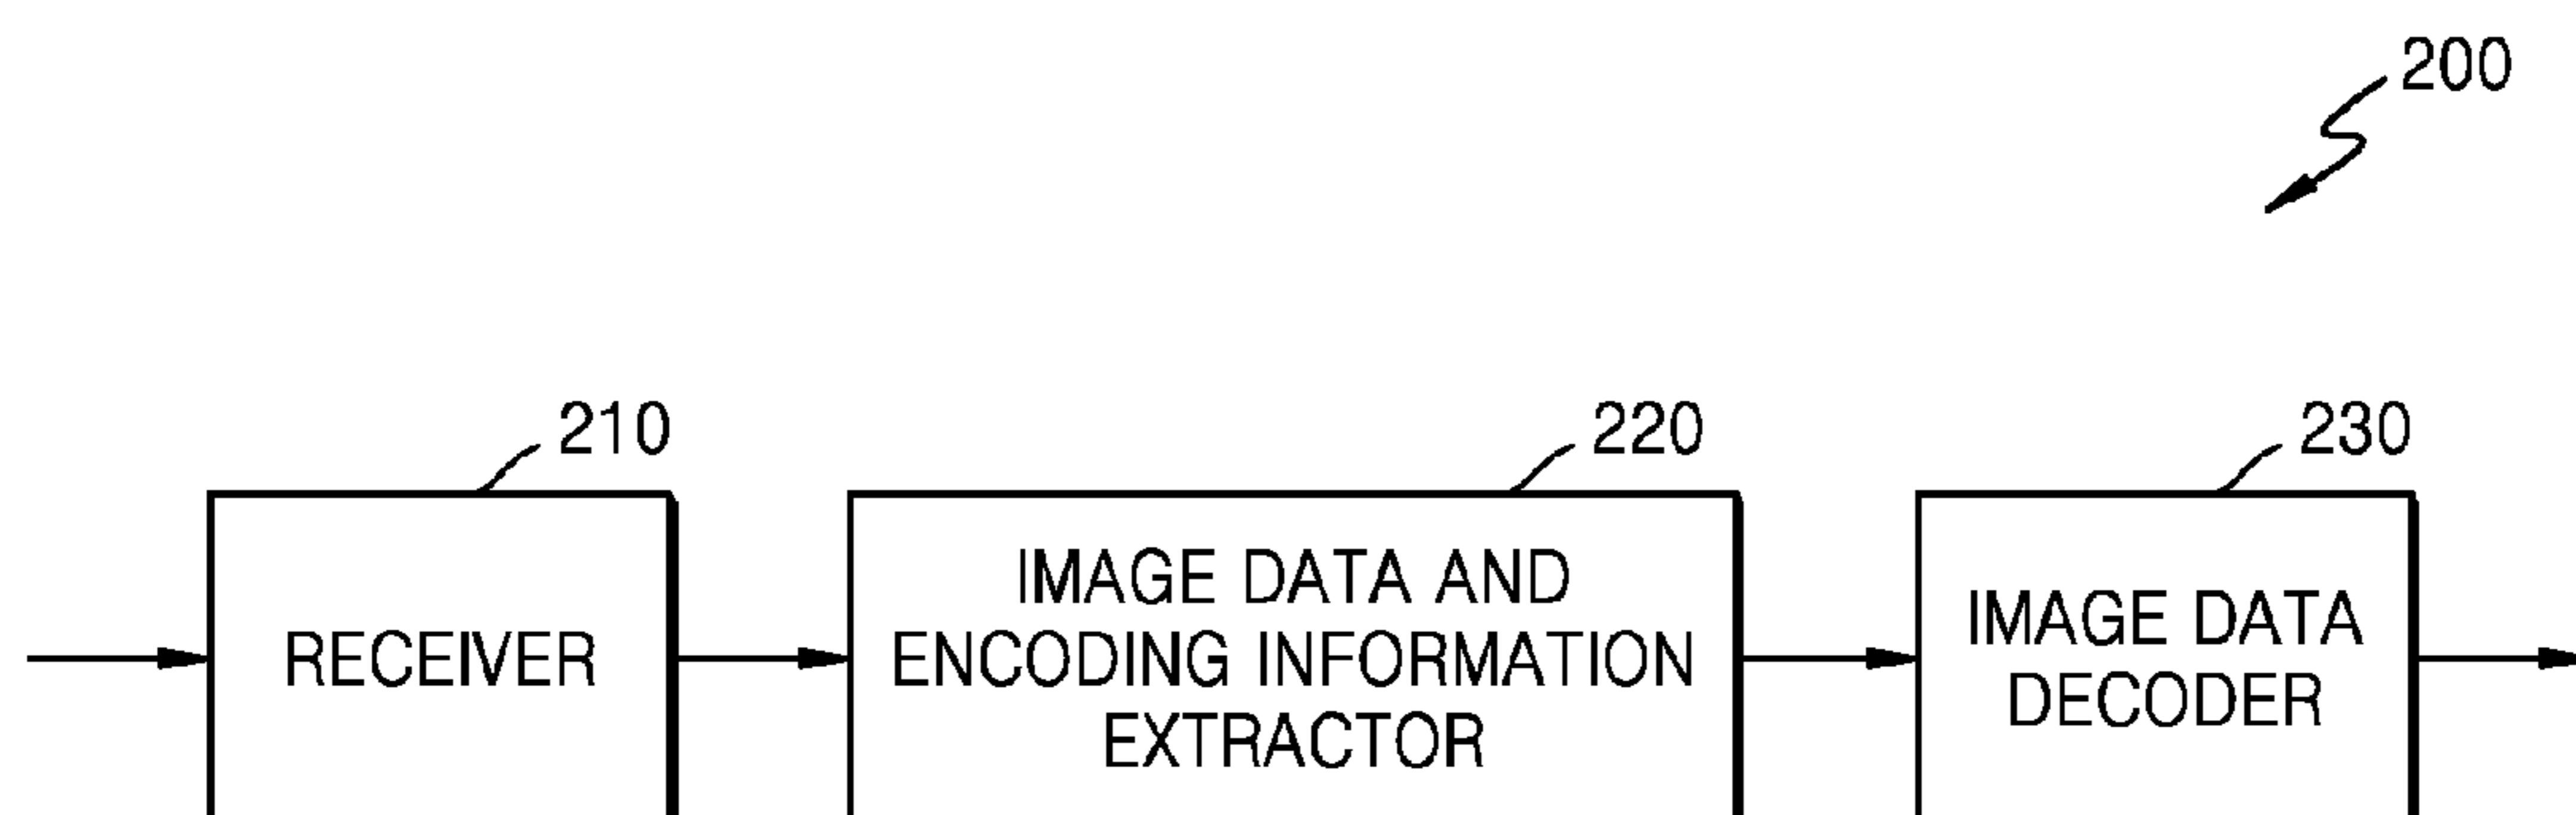 200
210
220
230
RECEIVER
IMAGE DATA AND
ENCODING INFORMATION
EXTRACTOR
IMAGE DATA
DECODER